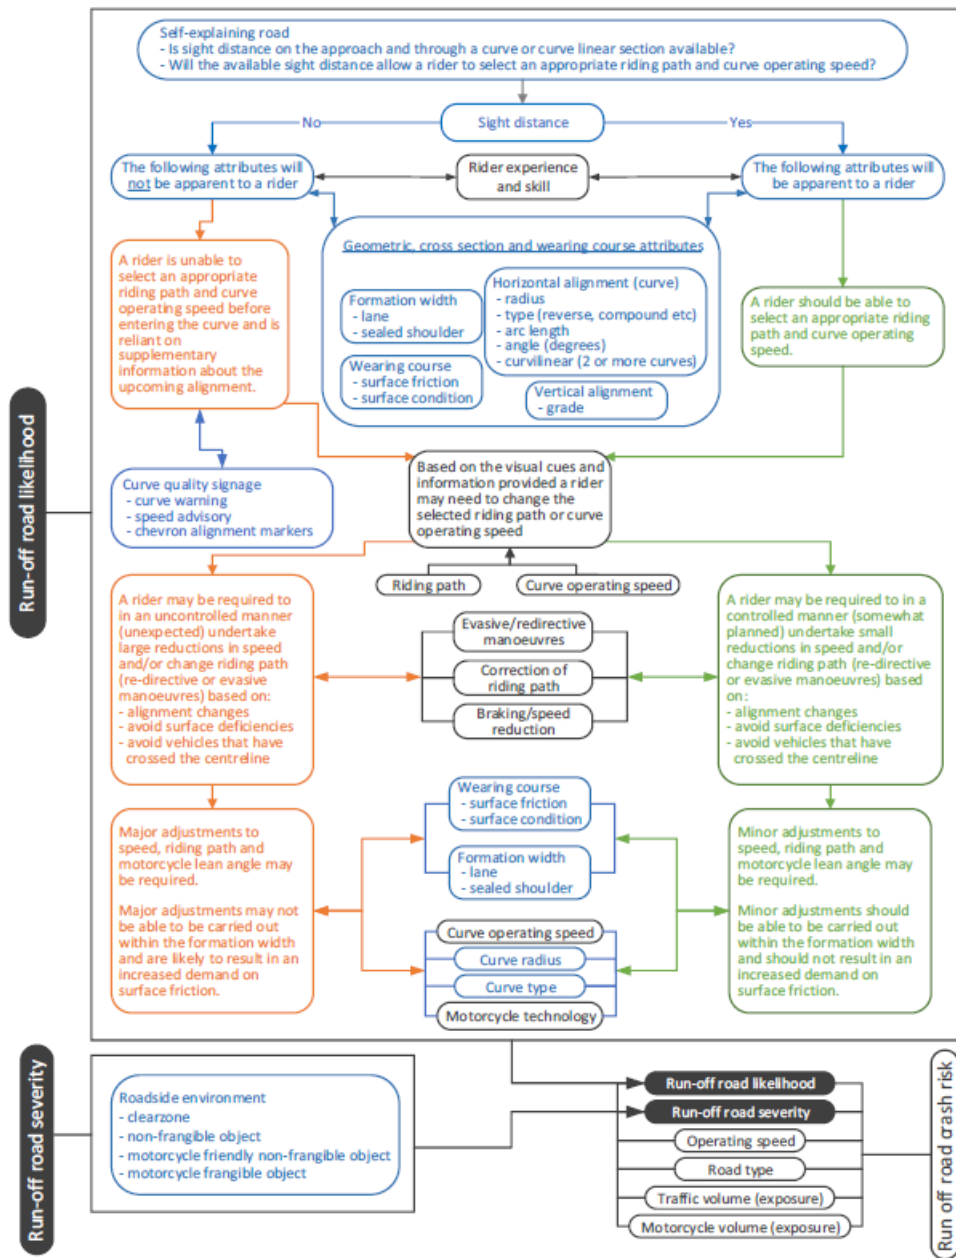 Self-explaining road
- Is sight distance on the approach and through a curve or curve linear section available?
- Will the available sight distance allow a rider to select an appropriate riding path and curve operating speed?
No
Sight distance
Yes
The following attributes will
not be apparent to a rider
Rider experience
and skill
The following attributes will
be apparent to a rider
Geometric, cross section and wearing course attributes
Formation width
- lane
- sealed shoulder
Wearing course
- surface friction
- surface condition
Horizontal alignment (curve)
- radius
- type (reverse, compound etc)
- arc length
- angle (degrees)
- curvilinear (2 or more curves)
Vertical alignment
- grade
A rider is unable to
select an appropriate
riding path and curve
operating speed before
entering the curve and is
reliant on
supplementary
information about the
upcoming alignment.
A rider should be able to
select an appropriate riding
path and curve operating
speed.
Curve quality signage
- curve warning
- speed advisory
- chevron alignment markers
Based on the visual cues and
information provided a rider
may need to change the
selected riding path or curve
operating speed
Riding path
Curve operating speed
A rider may be required to
in an uncontrolled manner
(unexpected) undertake
large reductions in speed
and/or change riding path
(re-directive or evasive
manoeuvres) based on:
- alignment changes
- avoid surface deficiencies
- avoid vehicles that have
crossed the centreline
Evasive/redirective
manoeuvres
Correction of
riding path
Braking/speed
reduction
A rider may be required to in a
controlled manner (somewhat
planned) undertake small
reductions in speed and/or
change riding path (re-directive
or evasive manoeuvres) based
on:
- alignment changes
- avoid surface deficiencies
- avoid vehicles that have
crossed the centreline
Major adjustments to
speed, riding path and
motorcycle lean angle may
be required.
Major adjustments may not
be able to be carried out
within the formation width
and are likely to result in an
increased demand on
surface friction.
Wearing course
- surface friction
- surface condition
Formation width
- lane
- sealed shoulder
Curve operating speed
Curve radius
Curve type
Motorcycle technology
Minor adjustments to
speed, riding path and
motorcycle lean angle may
be required.
Minor adjustments should
be able to be carried out
within the formation width
and should not result in an
increased demand on
surface friction.
Run-off road likelihood
Run-off road severity
Roadside environment
- clearzone
- non-frangible object
- motorcycle friendly non-frangible object
- motorcycle frangible object
Run-off road likelihood
Run-off road severity
Operating speed
Road type
Traffic volume (exposure)
Motorcycle volume (exposure)
Run off road crash risk